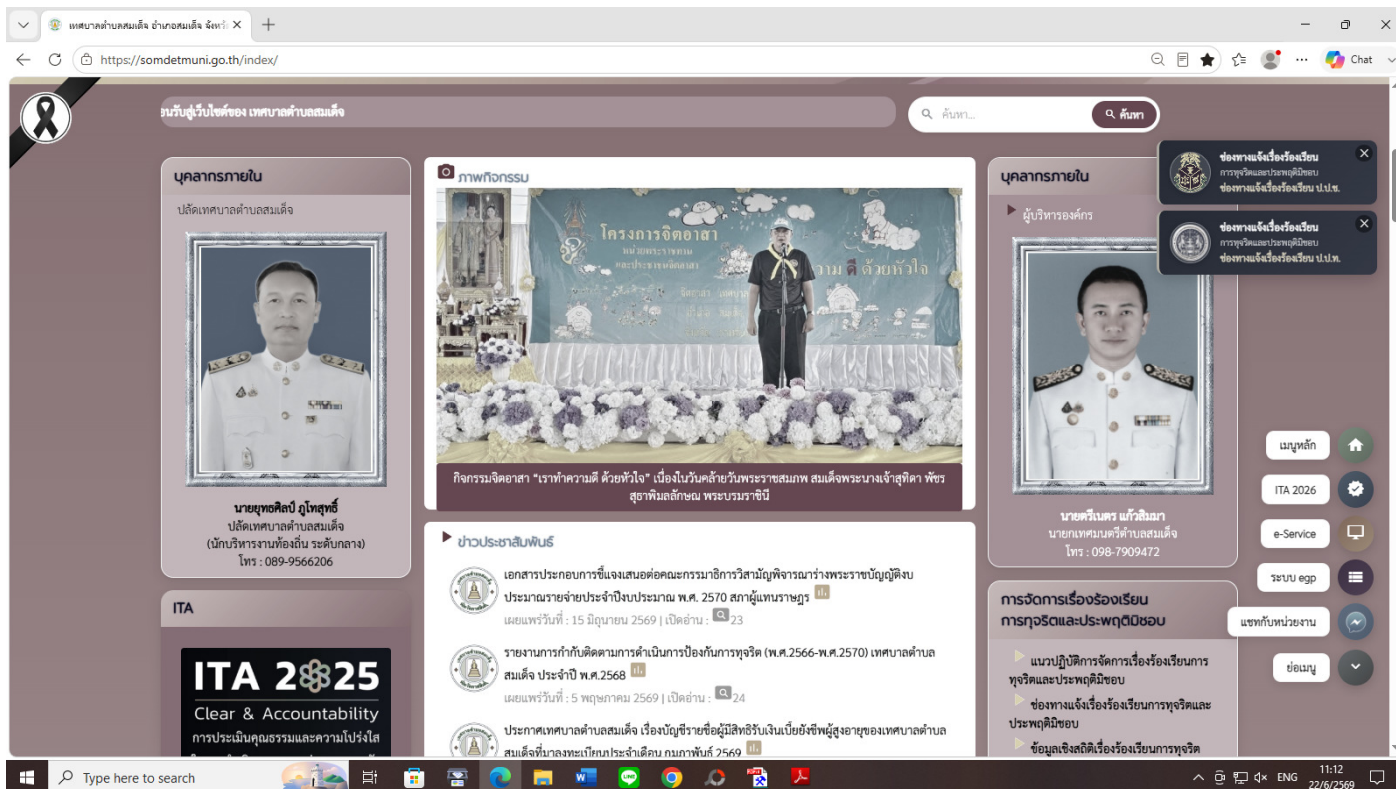 เทศบาลตำบลสมเด็จ อำเภอสมเด็จ จังหวั
https://somdetmuni.go.th/index/
Chat
อนรับสู่เว็บไซต์ของ เทศบาลตำบลสมเด็จ
ค้นหา...
ค้นหา
ช่องทางแจ้งเรื่องร้องเรียน
การทุจริตและประพฤติมิชอบ
ช่องทางแจ้งเรื่องร้องเรียน ป.ป.ช.
ช่องทางแจ้งเรื่องร้องเรียน
การทุจริตและประพฤติมิชอบ
ช่องทางแจ้งเรื่องร้องเรียน ป.ป.ท.
บุคลากรภายใน
ปลัดเทศบาลตำบลสมเด็จ
นายยุทธศิลป์ ภูโทสุทธิ์
ปลัดเทศบาลตำบลสมเด็จ
(นักบริหารงานท้องถิ่น ระดับกลาง)
โทร : 089-9566206
ITA
ITA 2025
Clear & Accountability
การประเมินคุณธรรมและความโปร่งใส
ภาพกิจกรรม
โครงการจิตอาสา
หน่วยพระราชทาน
และประชาชนจิตอาสา
วาม ดี ด้วยหัวใจ
กิจกรรมจิตอาสา “เราทำความดี ด้วยหัวใจ” เนื่องในวันคล้ายวันพระราชสมภพ สมเด็จพระนางเจ้าสุทิดา พัชร
สุธาพิมลลักษณ พระบรมราชินี
ข่าวประชาสัมพันธ์
เอกสารประกอบการชี้แจงเสนอต่อคณะกรรมาธิการวิสามัญพิจารณาร่างพระราชบัญญัติงบ
ประมาณรายจ่ายประจำปีงบประมาณ พ.ศ. 2570 สภาผู้แทนราษฎร
เผยแพร่วันที่ : 15 มิถุนายน 2569 | เปิดอ่าน : 23
รายงานการกำกับติดตามการดำเนินการป้องกันการทุจริต (พ.ศ.2566-พ.ศ.2570) เทศบาลตำบล
สมเด็จ ประจำปี พ.ศ.2568
เผยแพร่วันที่ : 5 พฤษภาคม 2569 | เปิดอ่าน : 24
ประกาศเทศบาลตำบลสมเด็จ เรื่องบัญชีรายชื่อผู้มีสิทธิรับเงินเบี้ยยังชีพผู้สูงอายุของเทศบาลตำบล
สมเด็จที่มาลงทะเบียนประจำเดือน กุมภาพันธ์ 2569
บุคลากรภายใน
ผู้บริหารองค์กร
นายตรีเนตร แก้วสิมมา
นายกเทศมนตรีตำบลสมเด็จ
โทร : 098-7909472
การจัดการเรื่องร้องเรียน
การทุจริตและประพฤติมิชอบ
แนวปฏิบัติการจัดการเรื่องร้องเรียนการ
ทุจริตและประพฤติมิชอบ
ช่องทางแจ้งเรื่องร้องเรียนการทุจริตและ
ประพฤติมิชอบ
ข้อมูลเชิงสถิติเรื่องร้องเรียนการทุจริต
เมนูหลัก
ITA 2026
e-Service
ระบบ egp
แชทกับหน่วยงาน
ย่อเมนู
Type here to search
ENG
11:12
22/6/2569